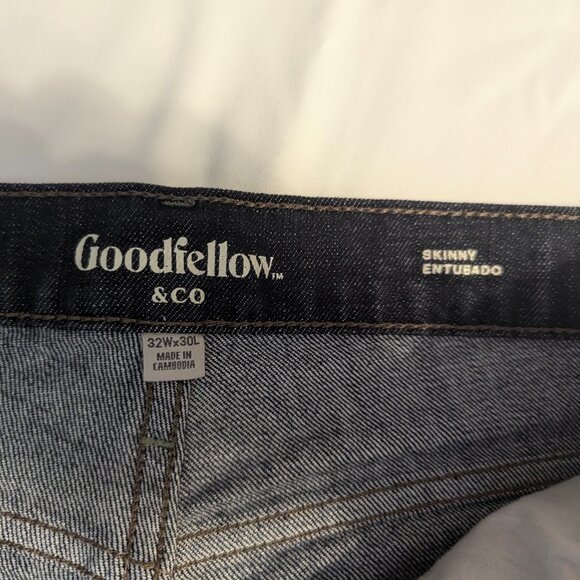 Goodfellow™
& CO
SKINNY
ENTUBADO
32Wx30L
MADE IN
CAMBODIA